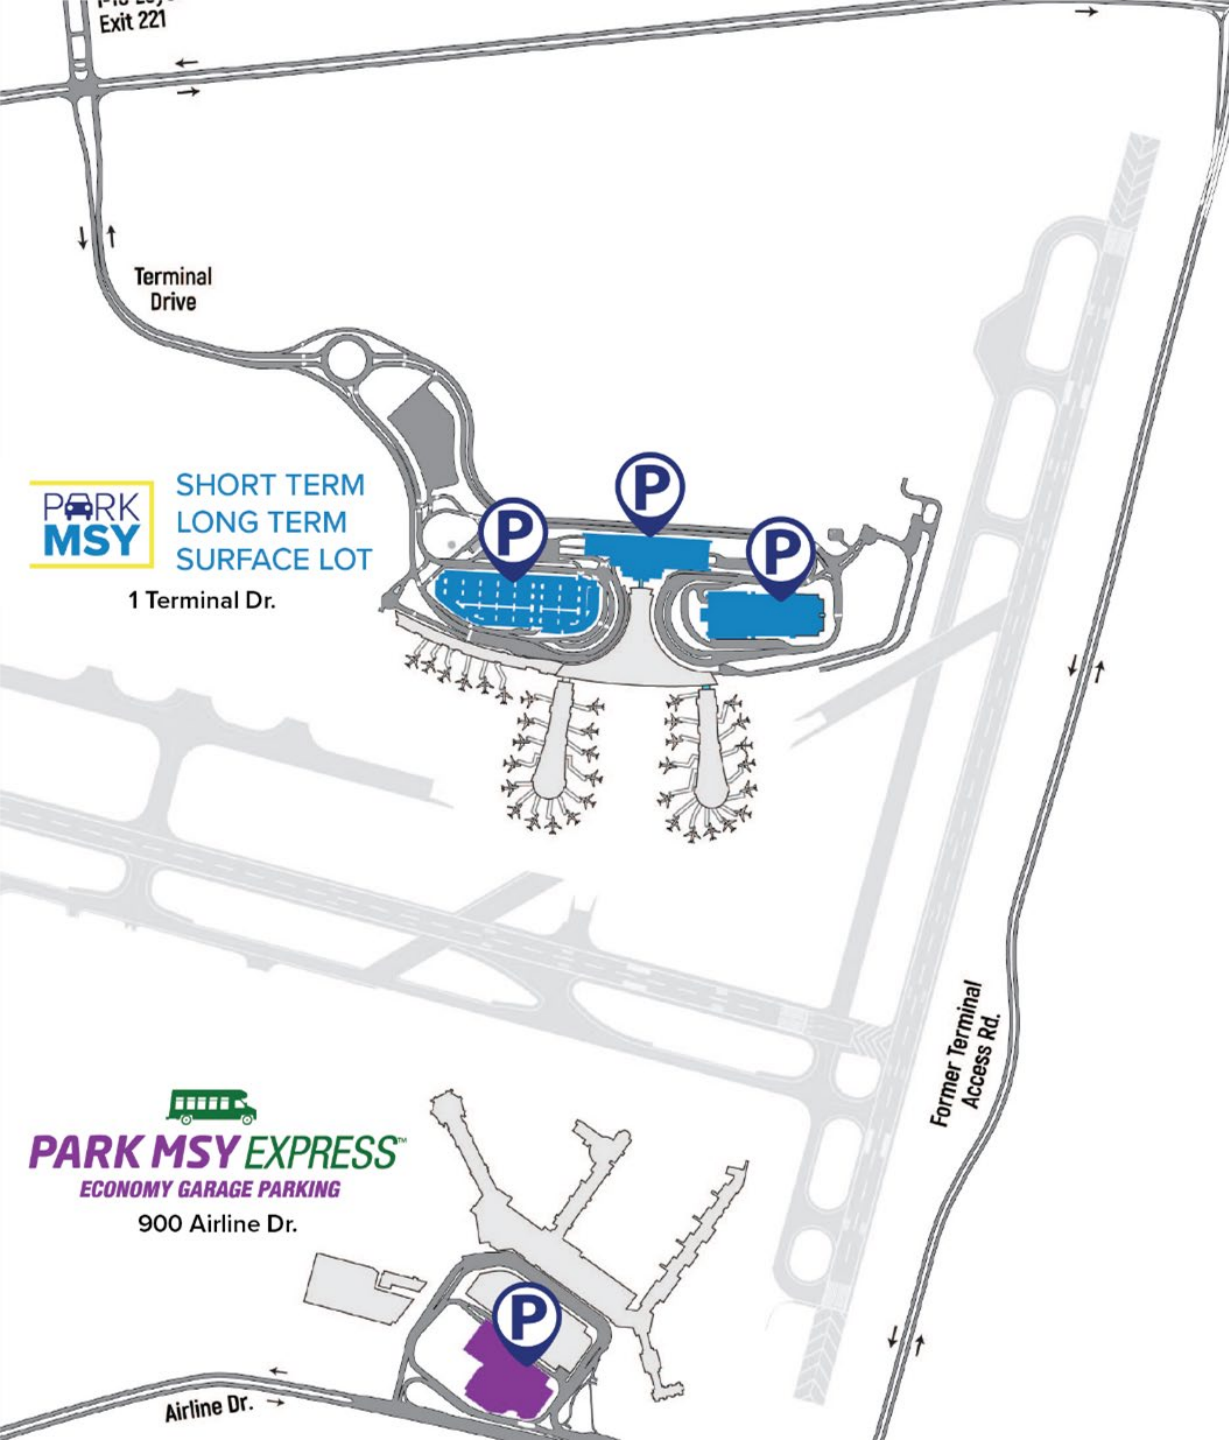 Exit 221
Terminal
Drive
PARK
MSY
SHORT TERM
LONG TERM
SURFACE LOT
1 Terminal Dr.
P
P
P
Former Terminal
Access Rd.
PARK MSY EXPRESS™
ECONOMY GARAGE PARKING
900 Airline Dr.
P
Airline Dr.